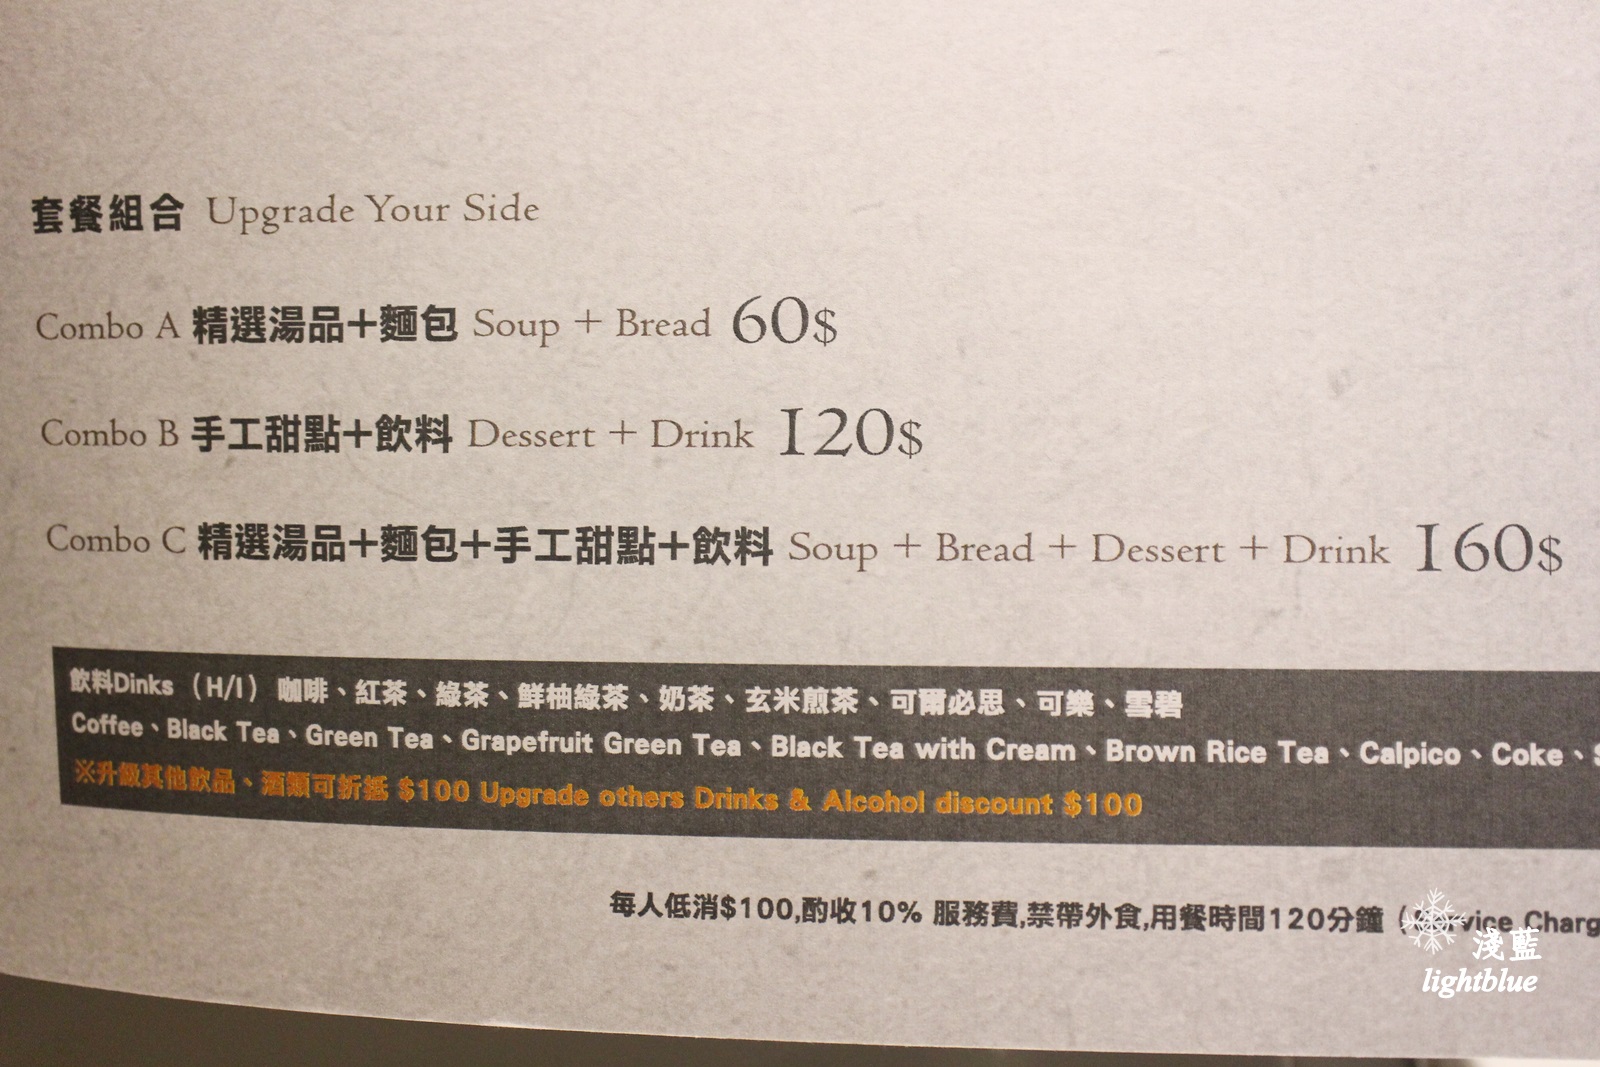 套餐組合 Upgrade Your Side
Combo A 精選湯品+麵包 Soup + Bread 60$
Combo B 手工甜點+飲料 Dessert + Drink 120$
Combo C 精選湯品+麵包+手工甜點+飲料 Soup + Bread + Dessert + Drink 160$
飲料Dinks（H/I）咖啡、紅茶、綠茶、鮮柚綠茶、奶茶、玄米煎茶、可爾必思、可樂、雪碧
Coffee、Black Tea、Green Tea、Grapefruit Green Tea、Black Tea with Cream、Brown Rice Tea、Calpico、Coke、
※升級其他飲品、酒類可折抵 $100 Upgrade others Drinks & Alcohol discount $100
每人低消$100,酌收10% 服務費,禁帶外食,用餐時間120分鐘（Service Charg
淺藍
lightblue